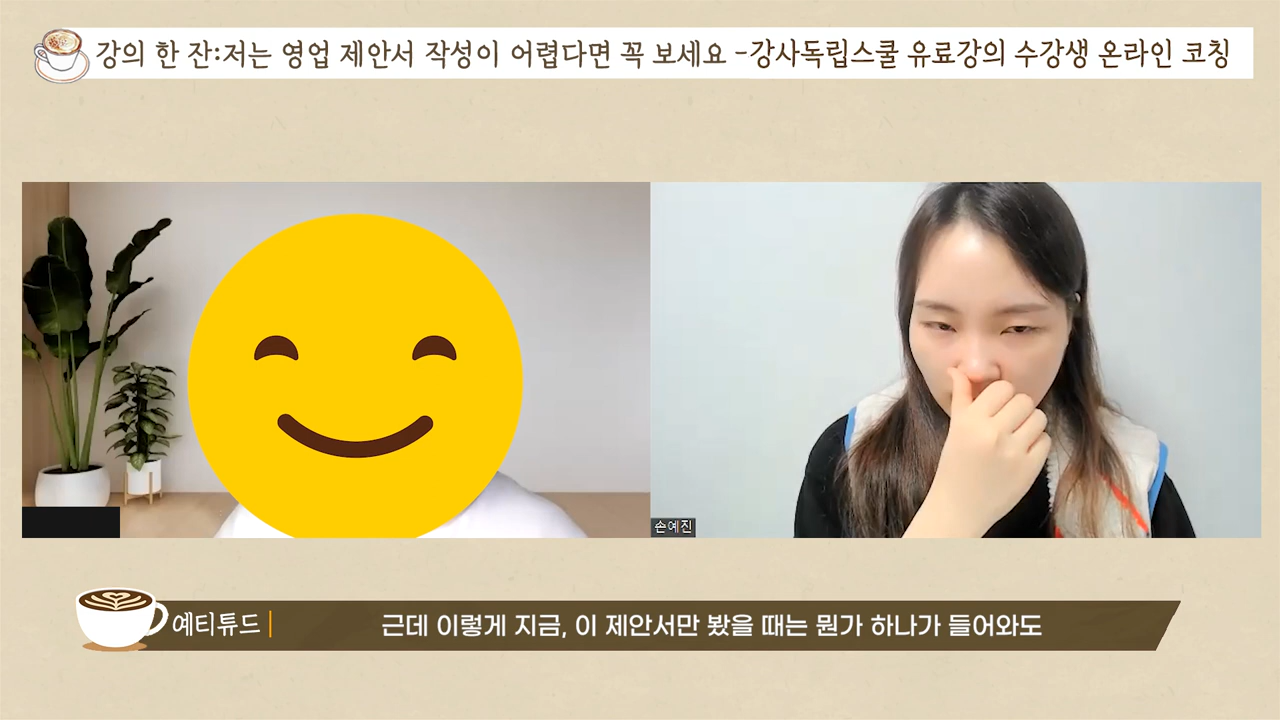 강의 한 잔:저는 영업 제안서 작성이 어렵다면 꼭 보세요 -강사독립스쿨 유료강의 수강생 온라인 코칭
손예진
예티튜드
근데 이렇게 지금, 이 제안서만 봤을 때는 뭔가 하나가 들어와도